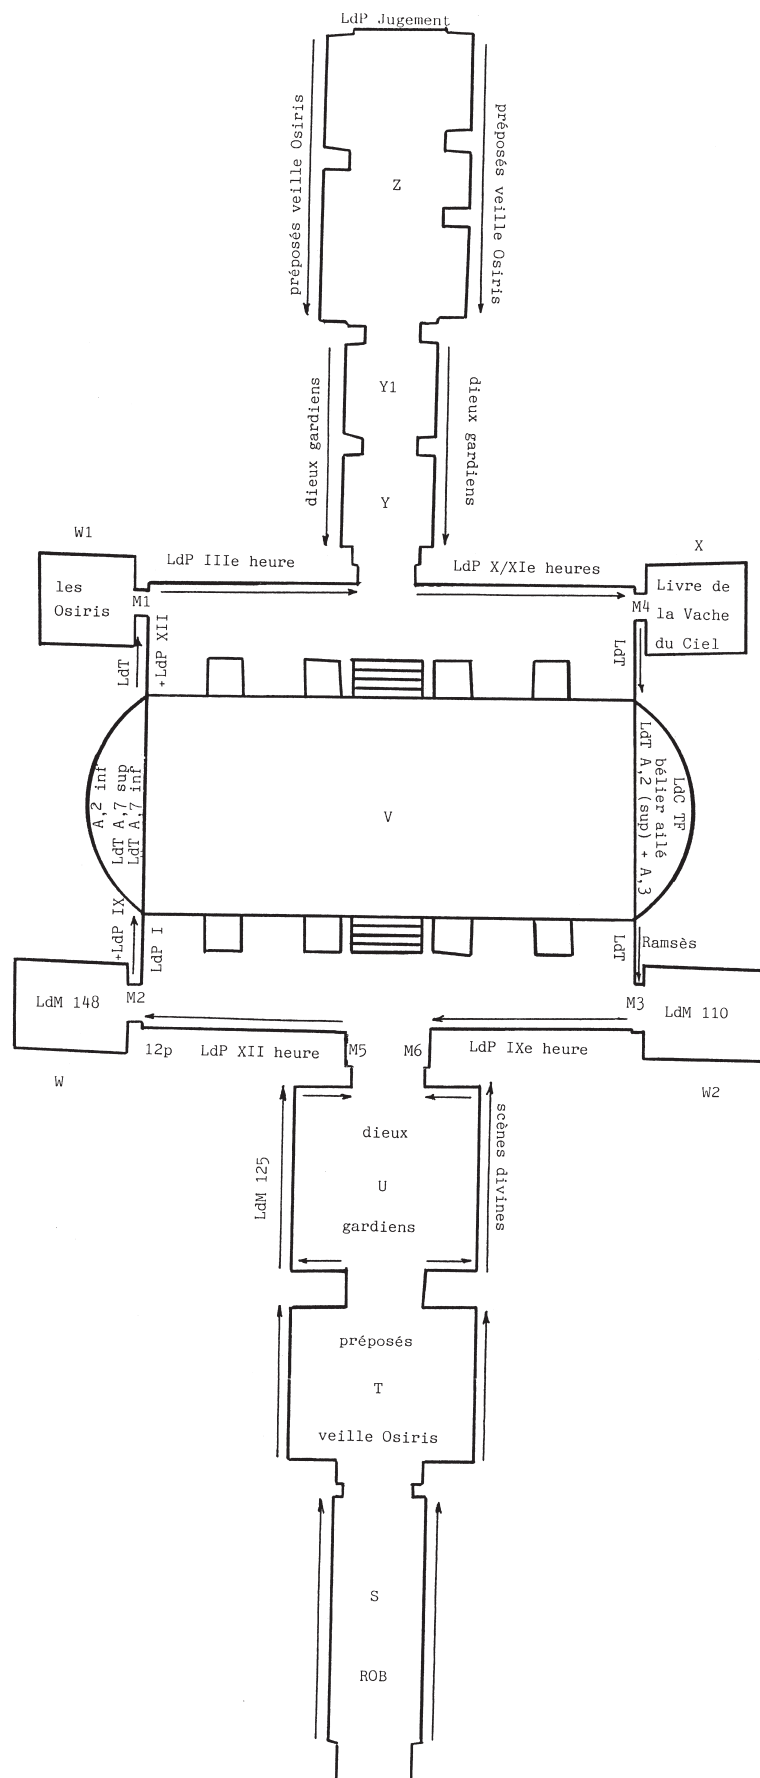 LdP Jugement
préposés veille Osiris
préposés veille Osiris
Z
Y1
dieux gardiens
dieux gardiens
Y
W1
LdP IIIe heure
LdP X/XIe heures
X
les
Osiris
M1
M4
Livre de
la Vache
du Ciel
LdT
+LdP XII
LdT
A,2 inf
LdT A,7 sup
LdT A,7 inf
V
LdC TF
bélier ailé
LdT A,2 (sup) + A,3
+LdP IX
LdP I
LdT
Ramsès
LdM 148
M2
M3
LdM 110
12p
LdP XII heure
M5
M6
LdP IXe heure
W
W2
dieux
U
gardiens
LdM 125
scènes divines
préposés
T
veille Osiris
S
ROB